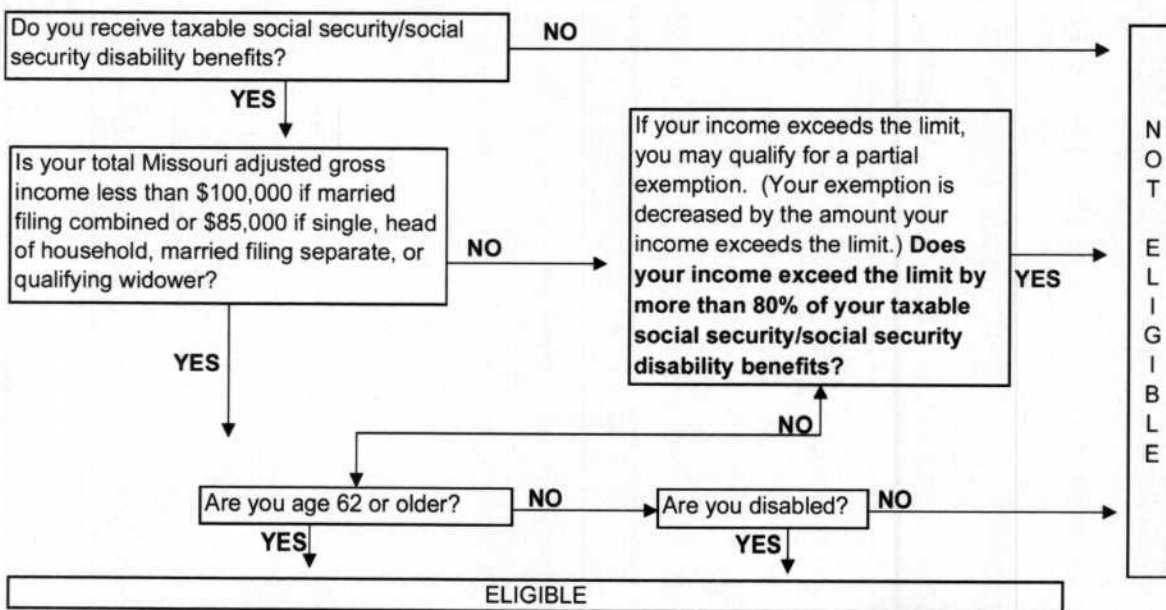 Do you receive taxable social security/social
security disability benefits?
NO
YES
Is your total Missouri adjusted gross
income less than $100,000 if married
filing combined or $85,000 if single, head
of household, married filing separate, or
qualifying widower?
NO
YES
If your income exceeds the limit,
you may qualify for a partial
exemption. (Your exemption is
decreased by the amount your
income exceeds the limit.) Does
your income exceed the limit by
more than 80% of your taxable
social security/social security
disability benefits?
YES
NO
Are you age 62 or older?
NO
YES
Are you disabled?
NO
YES
ELIGIBLE
NOT ELIGIBLE